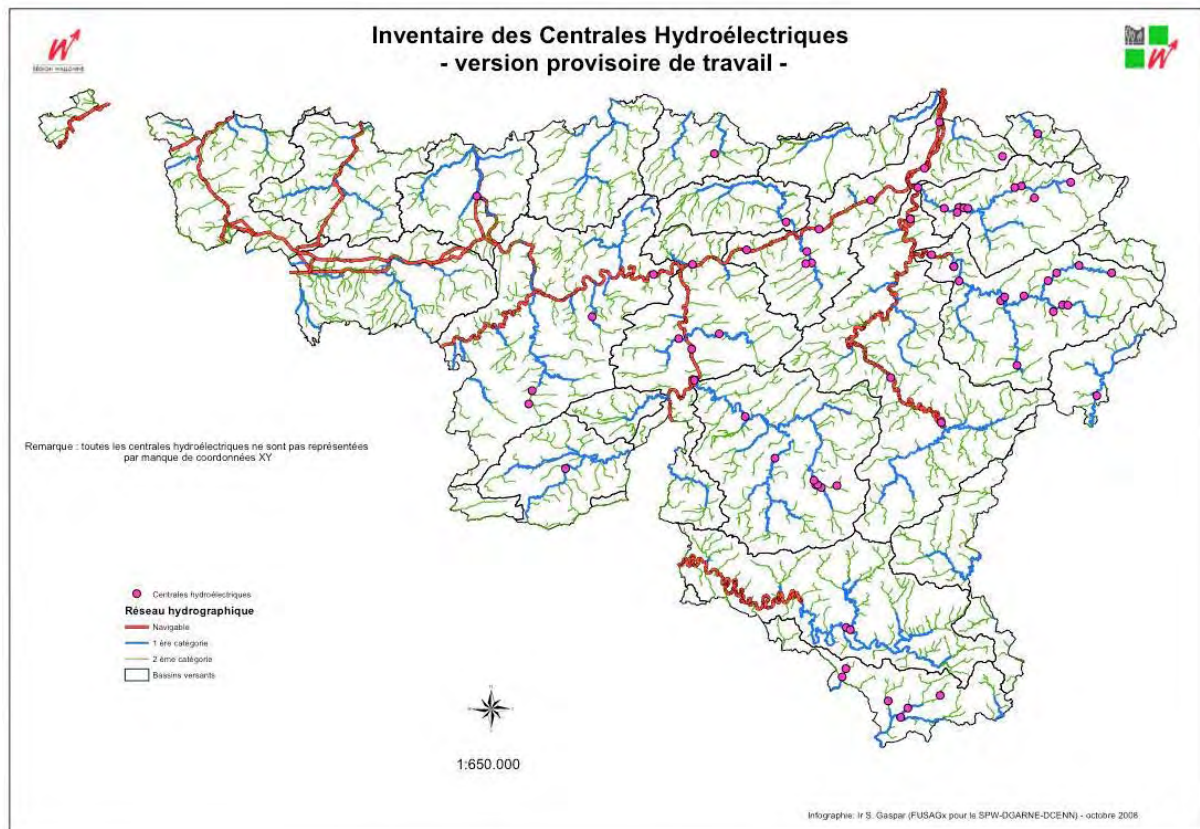 Inventaire des Centrales Hydroélectriques
- version provisoire de travail -
RÉGION WALLONNE
Remarque : toutes les centrales hydroélectriques ne sont pas représentées
par manque de coordonnées XY
Centrales hydroélectriques
Réseau hydrographique
Navigable
1 ère catégorie
2 ème catégorie
Bassins versants
1:650.000
Infographie: Ir S. Gaspar (FUSAGx pour le SPW-DGARNE-DCENN) - octobre 2008